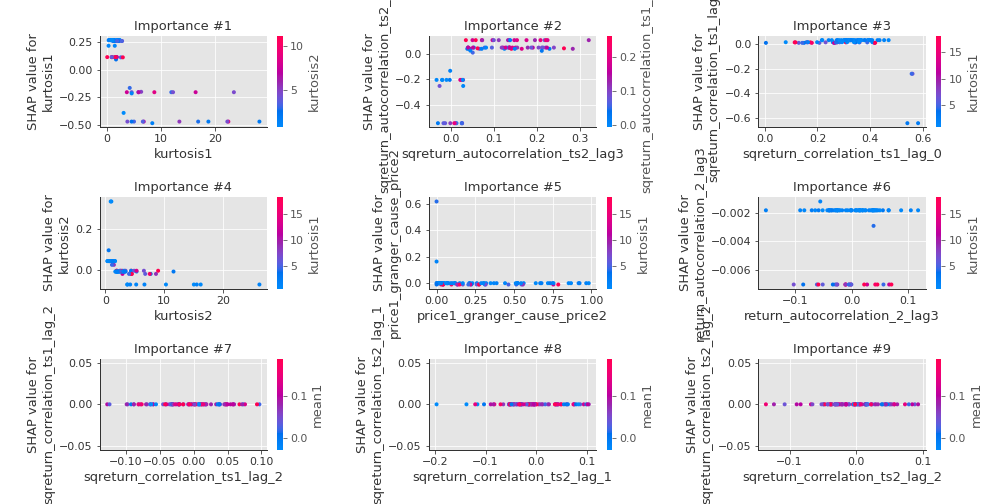 Importance #1
SHAP value for
kurtosis1
0.25
0.00
−0.25
−0.50
0
10
20
kurtosis1
10
5
kurtosis2
Importance #2
SHAP value for
sqreturn_autocorrelation_ts2_
0.0
−0.2
−0.4
0.0
0.1
0.2
0.3
sqreturn_autocorrelation_ts2_lag3
0.2
0.1
0.0
sqreturn_autocorrelation_ts1_
Importance #3
SHAP value for
sqreturn_correlation_ts1_lag
0.0
−0.2
−0.4
−0.6
0.0
0.2
0.4
0.6
sqreturn_correlation_ts1_lag_0
15
10
5
kurtosis1
Importance #4
SHAP value for
kurtosis2
0.2
0.0
0
10
20
kurtosis2
15
10
5
kurtosis1
Importance #5
SHAP value for
price1_granger_cause_price2
0.6
0.4
0.2
0.0
0.00
0.25
0.50
0.75
1.00
price1_granger_cause_price2
15
10
5
kurtosis1
Importance #6
SHAP value for
return_autocorrelation_2_lag3
−0.002
−0.004
−0.006
−0.1
0.0
0.1
return_autocorrelation_2_lag3
15
10
5
kurtosis1
Importance #7
SHAP value for
sqreturn_correlation_ts1_lag_2
0.05
0.00
−0.05
−0.10
−0.05
0.00
0.05
0.10
sqreturn_correlation_ts1_lag_2
0.1
0.0
mean1
Importance #8
SHAP value for
sqreturn_correlation_ts2_lag_1
0.05
0.00
−0.05
−0.2
−0.1
0.0
0.1
sqreturn_correlation_ts2_lag_1
0.1
0.0
mean1
Importance #9
SHAP value for
sqreturn_correlation_ts2_lag_2
0.05
0.00
−0.05
−0.1
0.0
0.1
sqreturn_correlation_ts2_lag_2
0.1
0.0
mean1